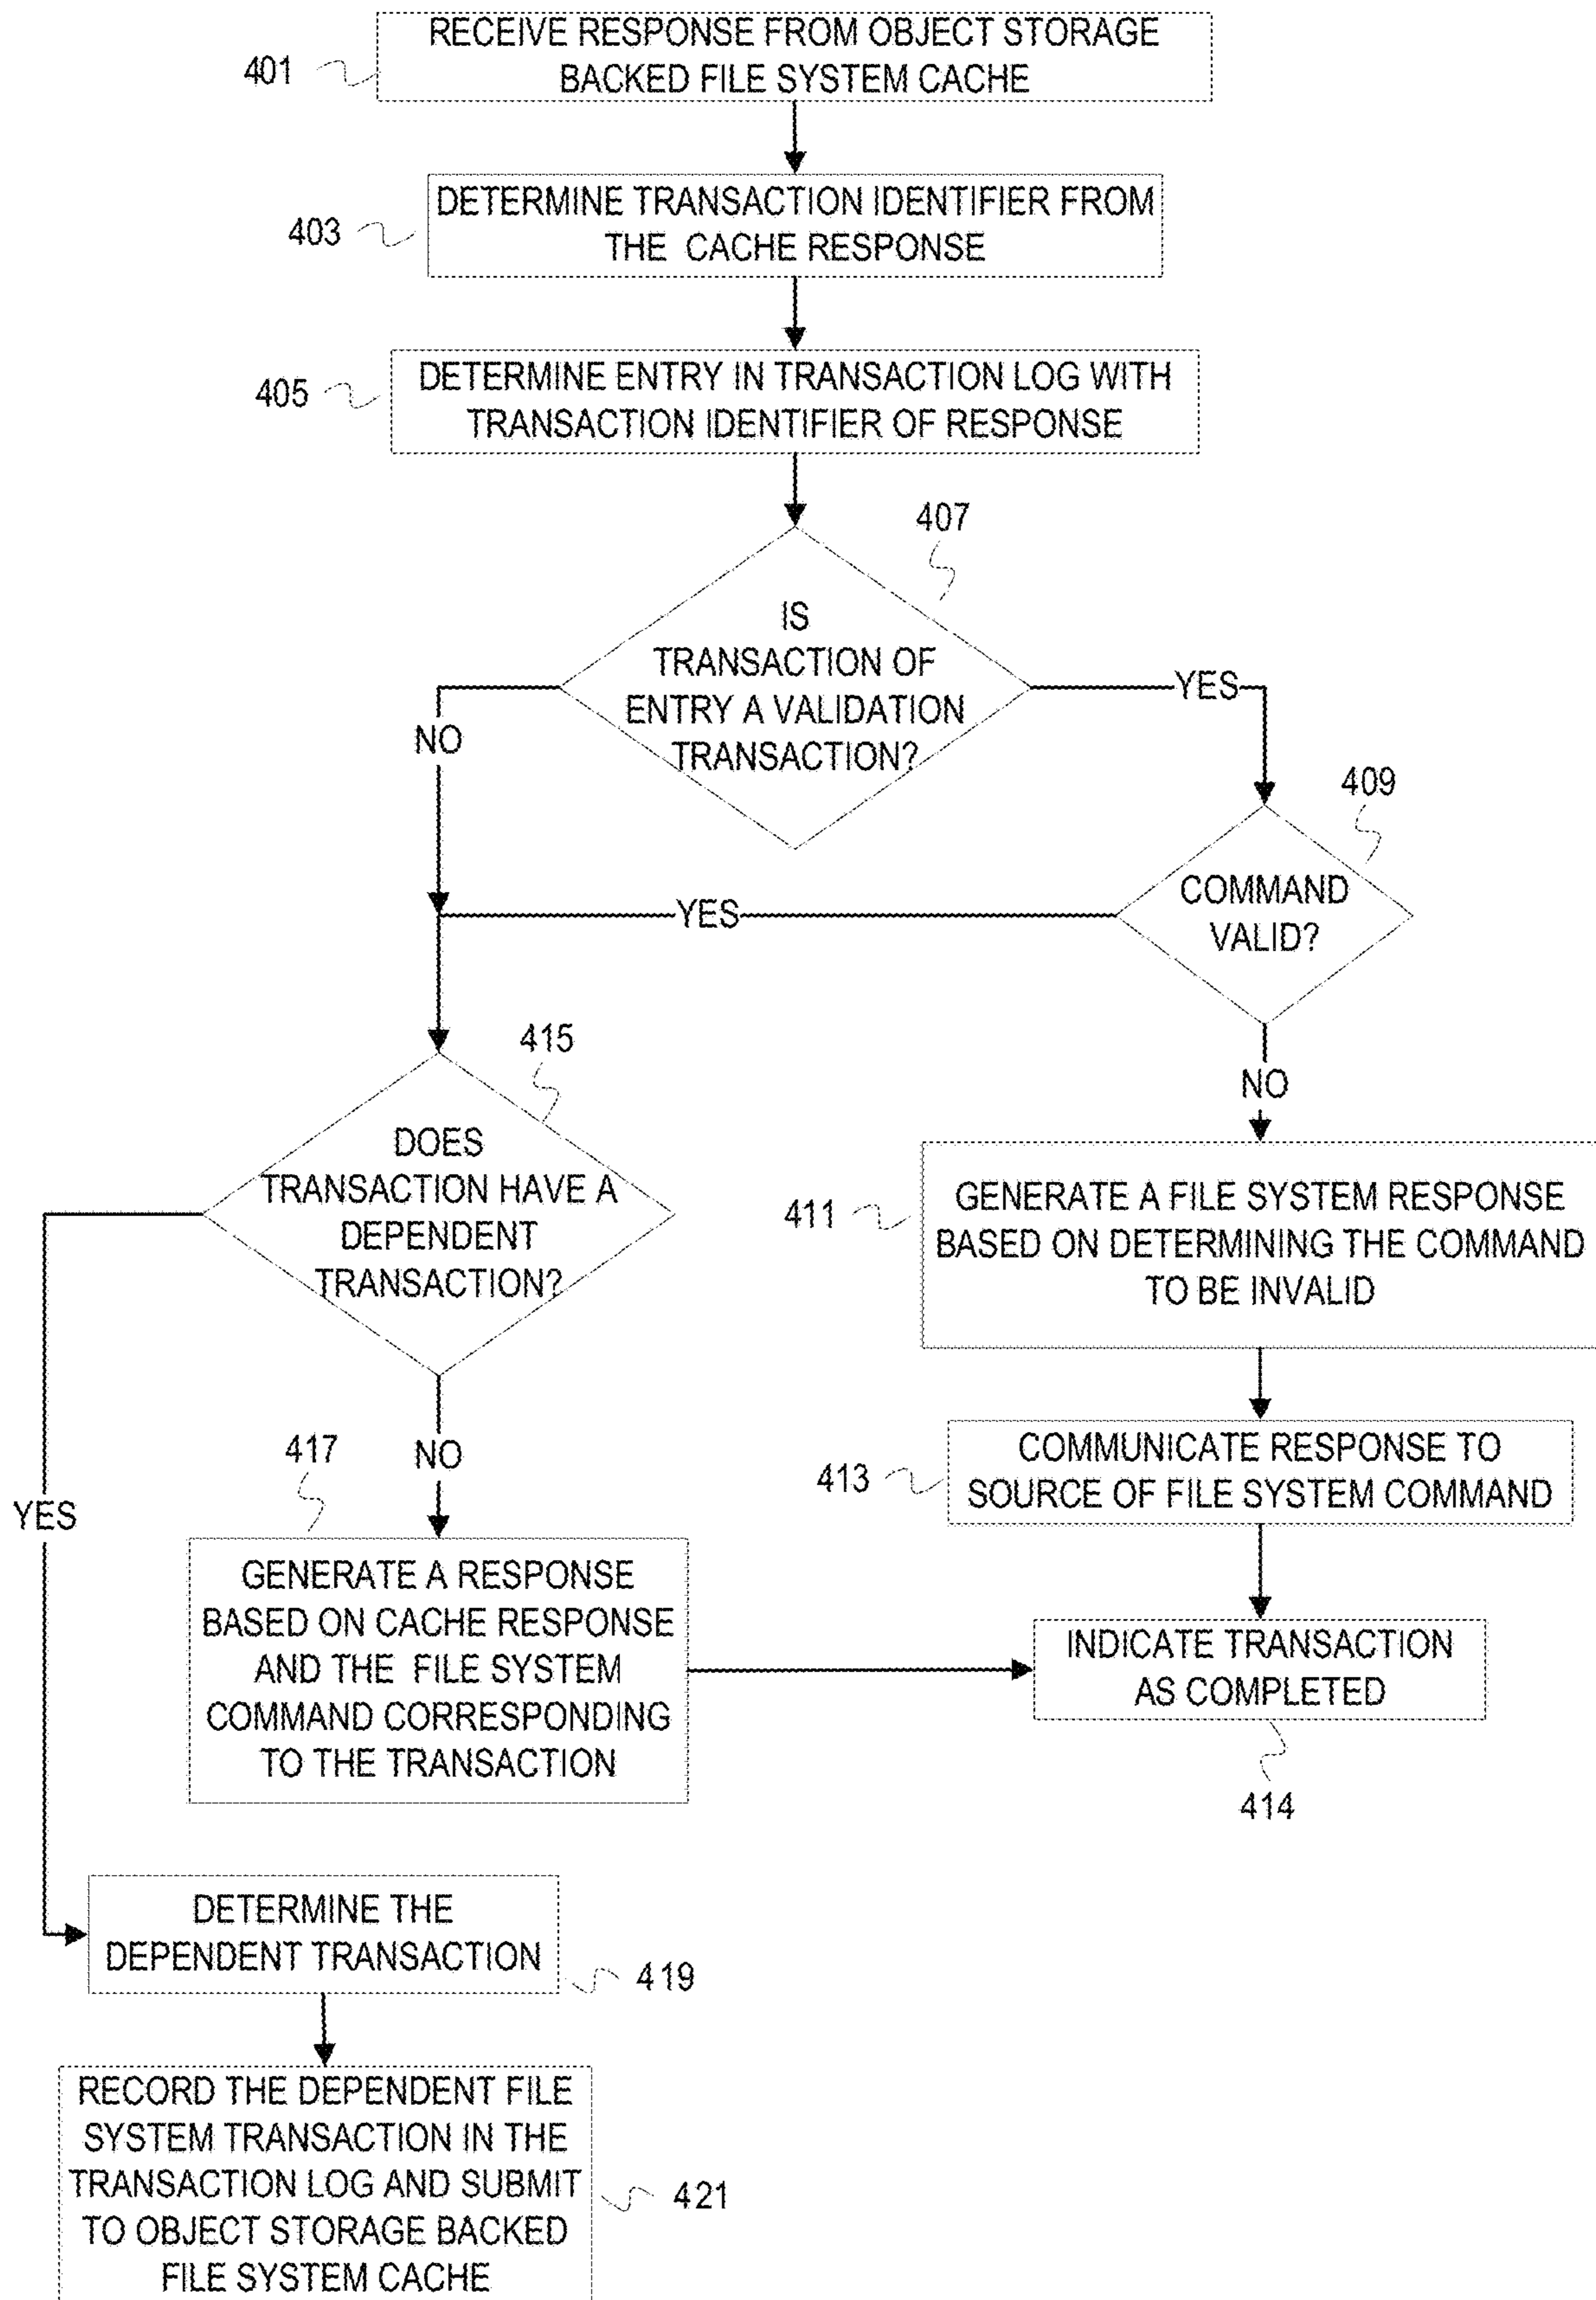 RECEIVE RESPONSE FROM OBJECT STORAGE
BACKED FILE SYSTEM CACHE
401
DETERMINE TRANSACTION IDENTIFIER FROM
THE CACHE RESPONSE
403
DETERMINE ENTRY IN TRANSACTION LOG WITH
TRANSACTION IDENTIFIER OF RESPONSE
405
407
IS
TRANSACTION OF
ENTRY A VALIDATION
TRANSACTION?
YES
NO
409
COMMAND
VALID?
YES
NO
415
DOES
TRANSACTION HAVE A
DEPENDENT
TRANSACTION?
411
GENERATE A FILE SYSTEM RESPONSE
BASED ON DETERMINING THE COMMAND
TO BE INVALID
417
NO
YES
413
COMMUNICATE RESPONSE TO
SOURCE OF FILE SYSTEM COMMAND
GENERATE A RESPONSE
BASED ON CACHE RESPONSE
AND THE FILE SYSTEM
COMMAND CORRESPONDING
TO THE TRANSACTION
INDICATE TRANSACTION
AS COMPLETED
414
DETERMINE THE
DEPENDENT TRANSACTION
419
RECORD THE DEPENDENT FILE
SYSTEM TRANSACTION IN THE
TRANSACTION LOG AND SUBMIT
TO OBJECT STORAGE BACKED
FILE SYSTEM CACHE
421